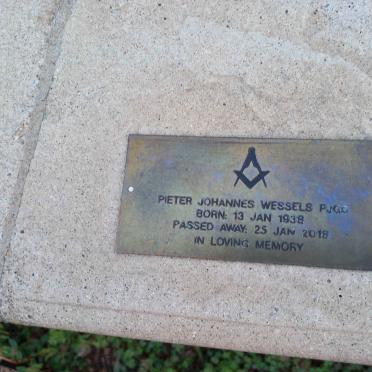 PIETER JOHANNES WESSELS PJGD
BORN: 13 JAN 1938
PASSED AWAY: 25 JAN 2018
IN LOVING MEMORY